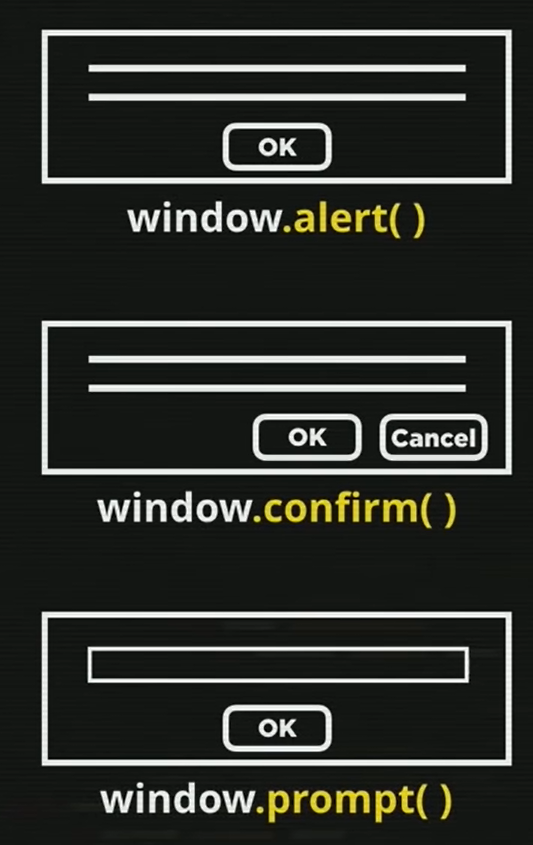 OK
window.alert( )
OK Cancel
window.confirm( )
OK
window.prompt( )